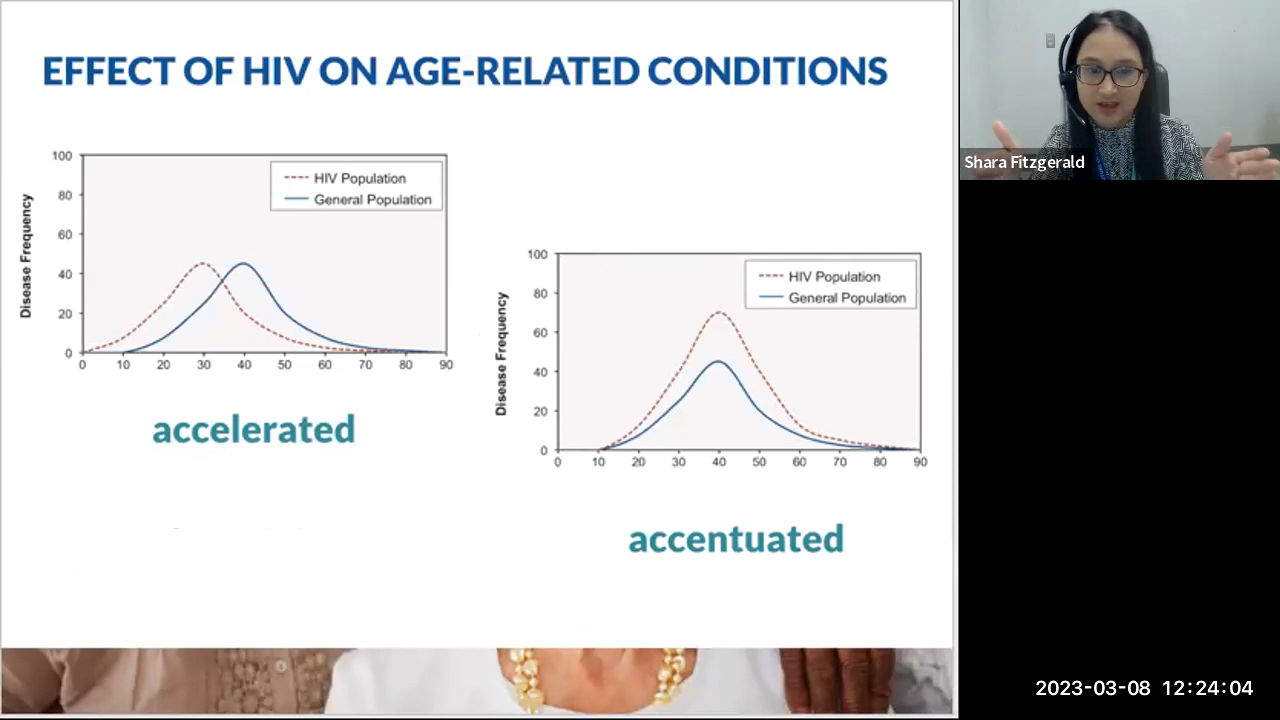 EFFECT OF HIV ON AGE-RELATED CONDITIONS
Disease Frequency
100
80
60
40
20
0
HIV Population
General Population
0 10 20 30 40 50 60 70 80 90
accelerated
Disease Frequency
100
80
60
40
20
0
HIV Population
General Population
0 10 20 30 40 50 60 70 80 90
accentuated
Shara Fitzgerald
2023-03-08 12:24:04